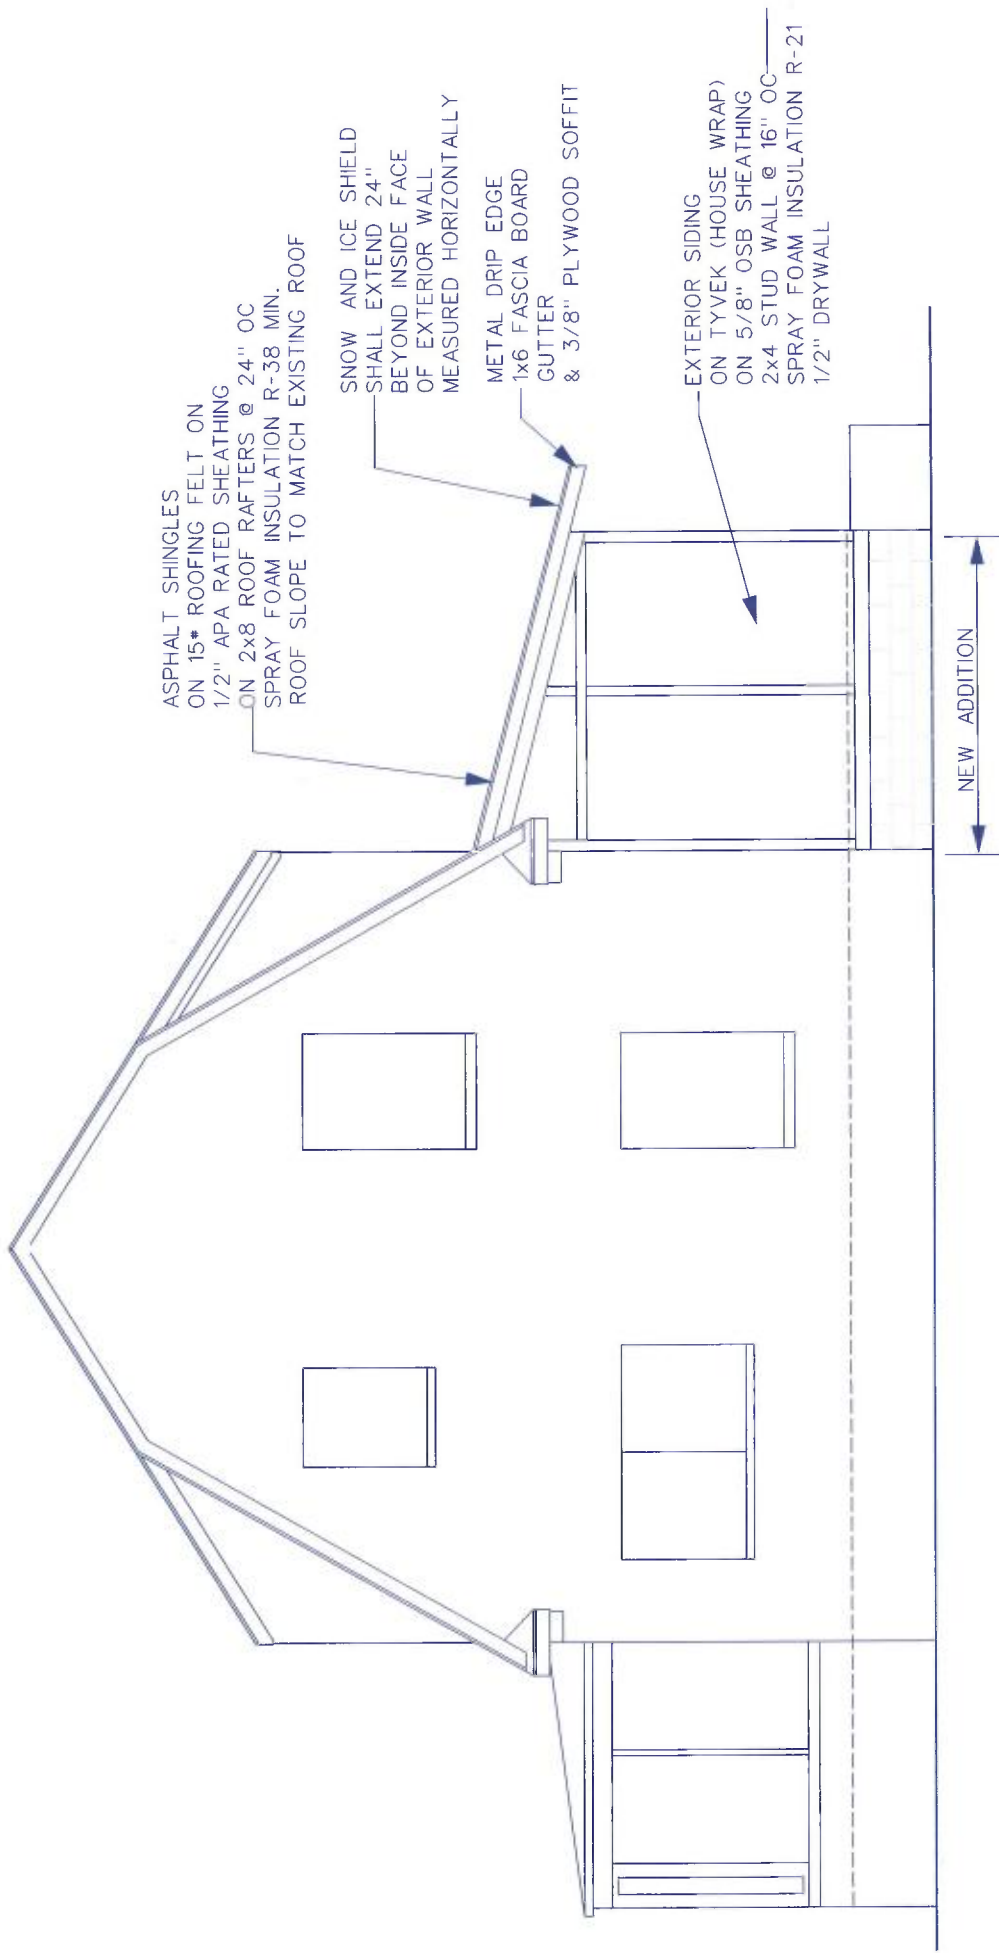 ASPHALT SHINGLES
ON 15# ROOFING FELT ON
1/2" APA RATED SHEATHING
ON 2x8 ROOF RAFTERS @ 24" OC
SPRAY FOAM INSULATION R-38 MIN.
ROOF SLOPE TO MATCH EXISTING ROOF
SNOW AND ICE SHIELD
SHALL EXTEND 24"
BEYOND INSIDE FACE
OF EXTERIOR WALL
MEASURED HORIZONTALLY
METAL DRIP EDGE
1x6 FASCIA BOARD
GUTTER
& 3/8" PLYWOOD SOFFIT
EXTERIOR SIDING
ON TYVEK (HOUSE WRAP)
ON 5/8" OSB SHEATHING
2x4 STUD WALL @ 16" OC
SPRAY FOAM INSULATION R-21
1/2" DRYWALL
NEW ADDITION